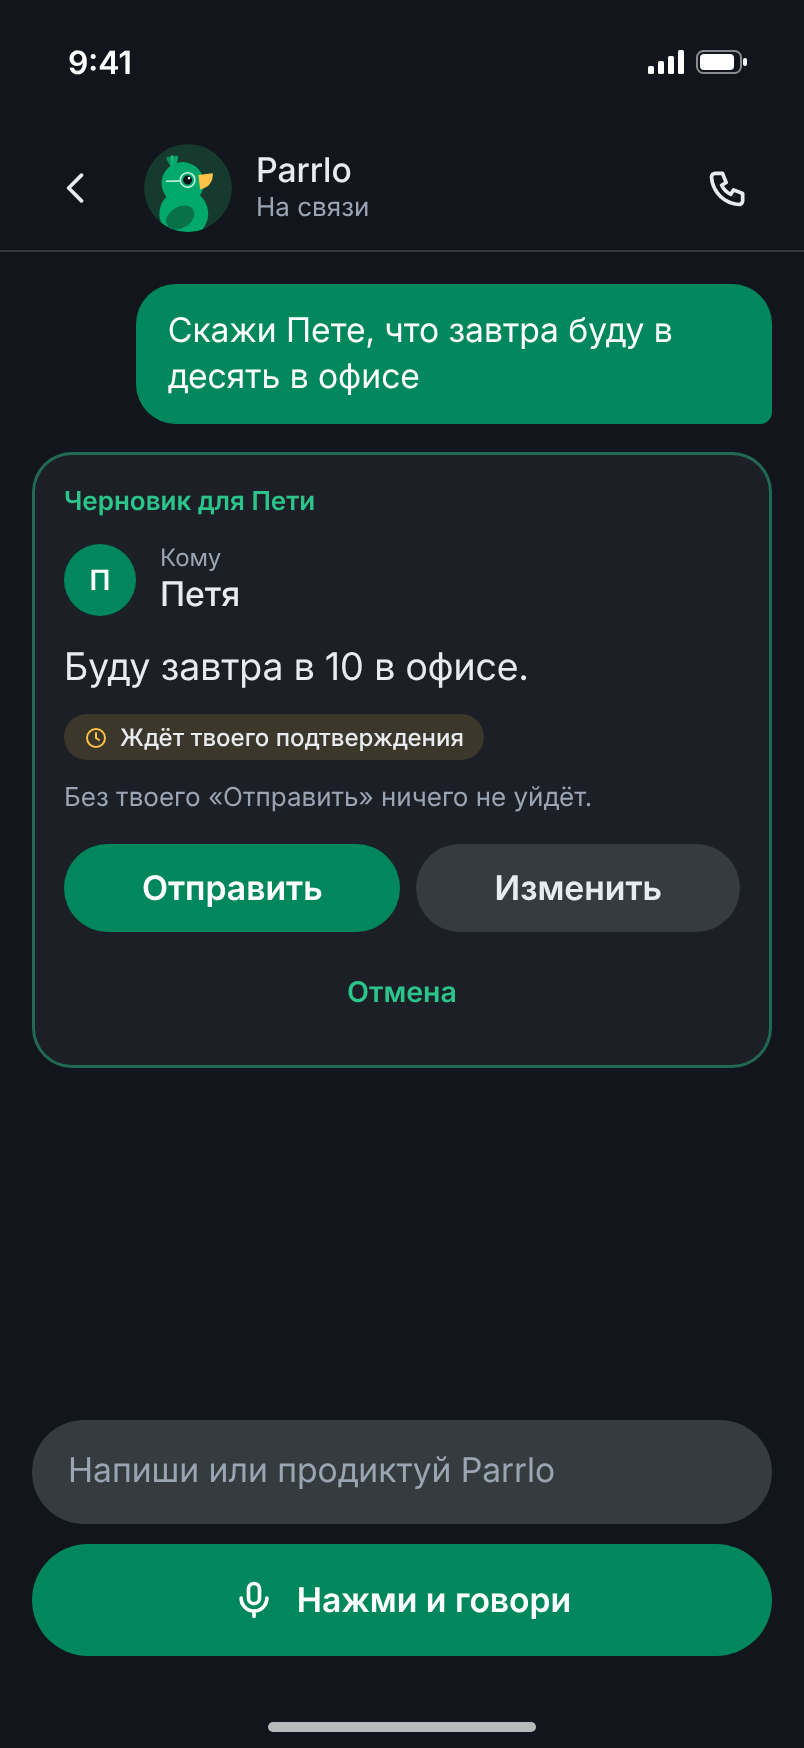 9:41
Parrlo
На связи
Скажи Пете, что завтра буду в
десять в офисе
Черновик для Пети
П
Кому
Петя
Буду завтра в 10 в офисе.
Ждёт твоего подтверждения
Без твоего «Отправить» ничего не уйдёт.
Отправить
Изменить
Отмена
Напиши или продиктуй Parrlo
Нажми и говори